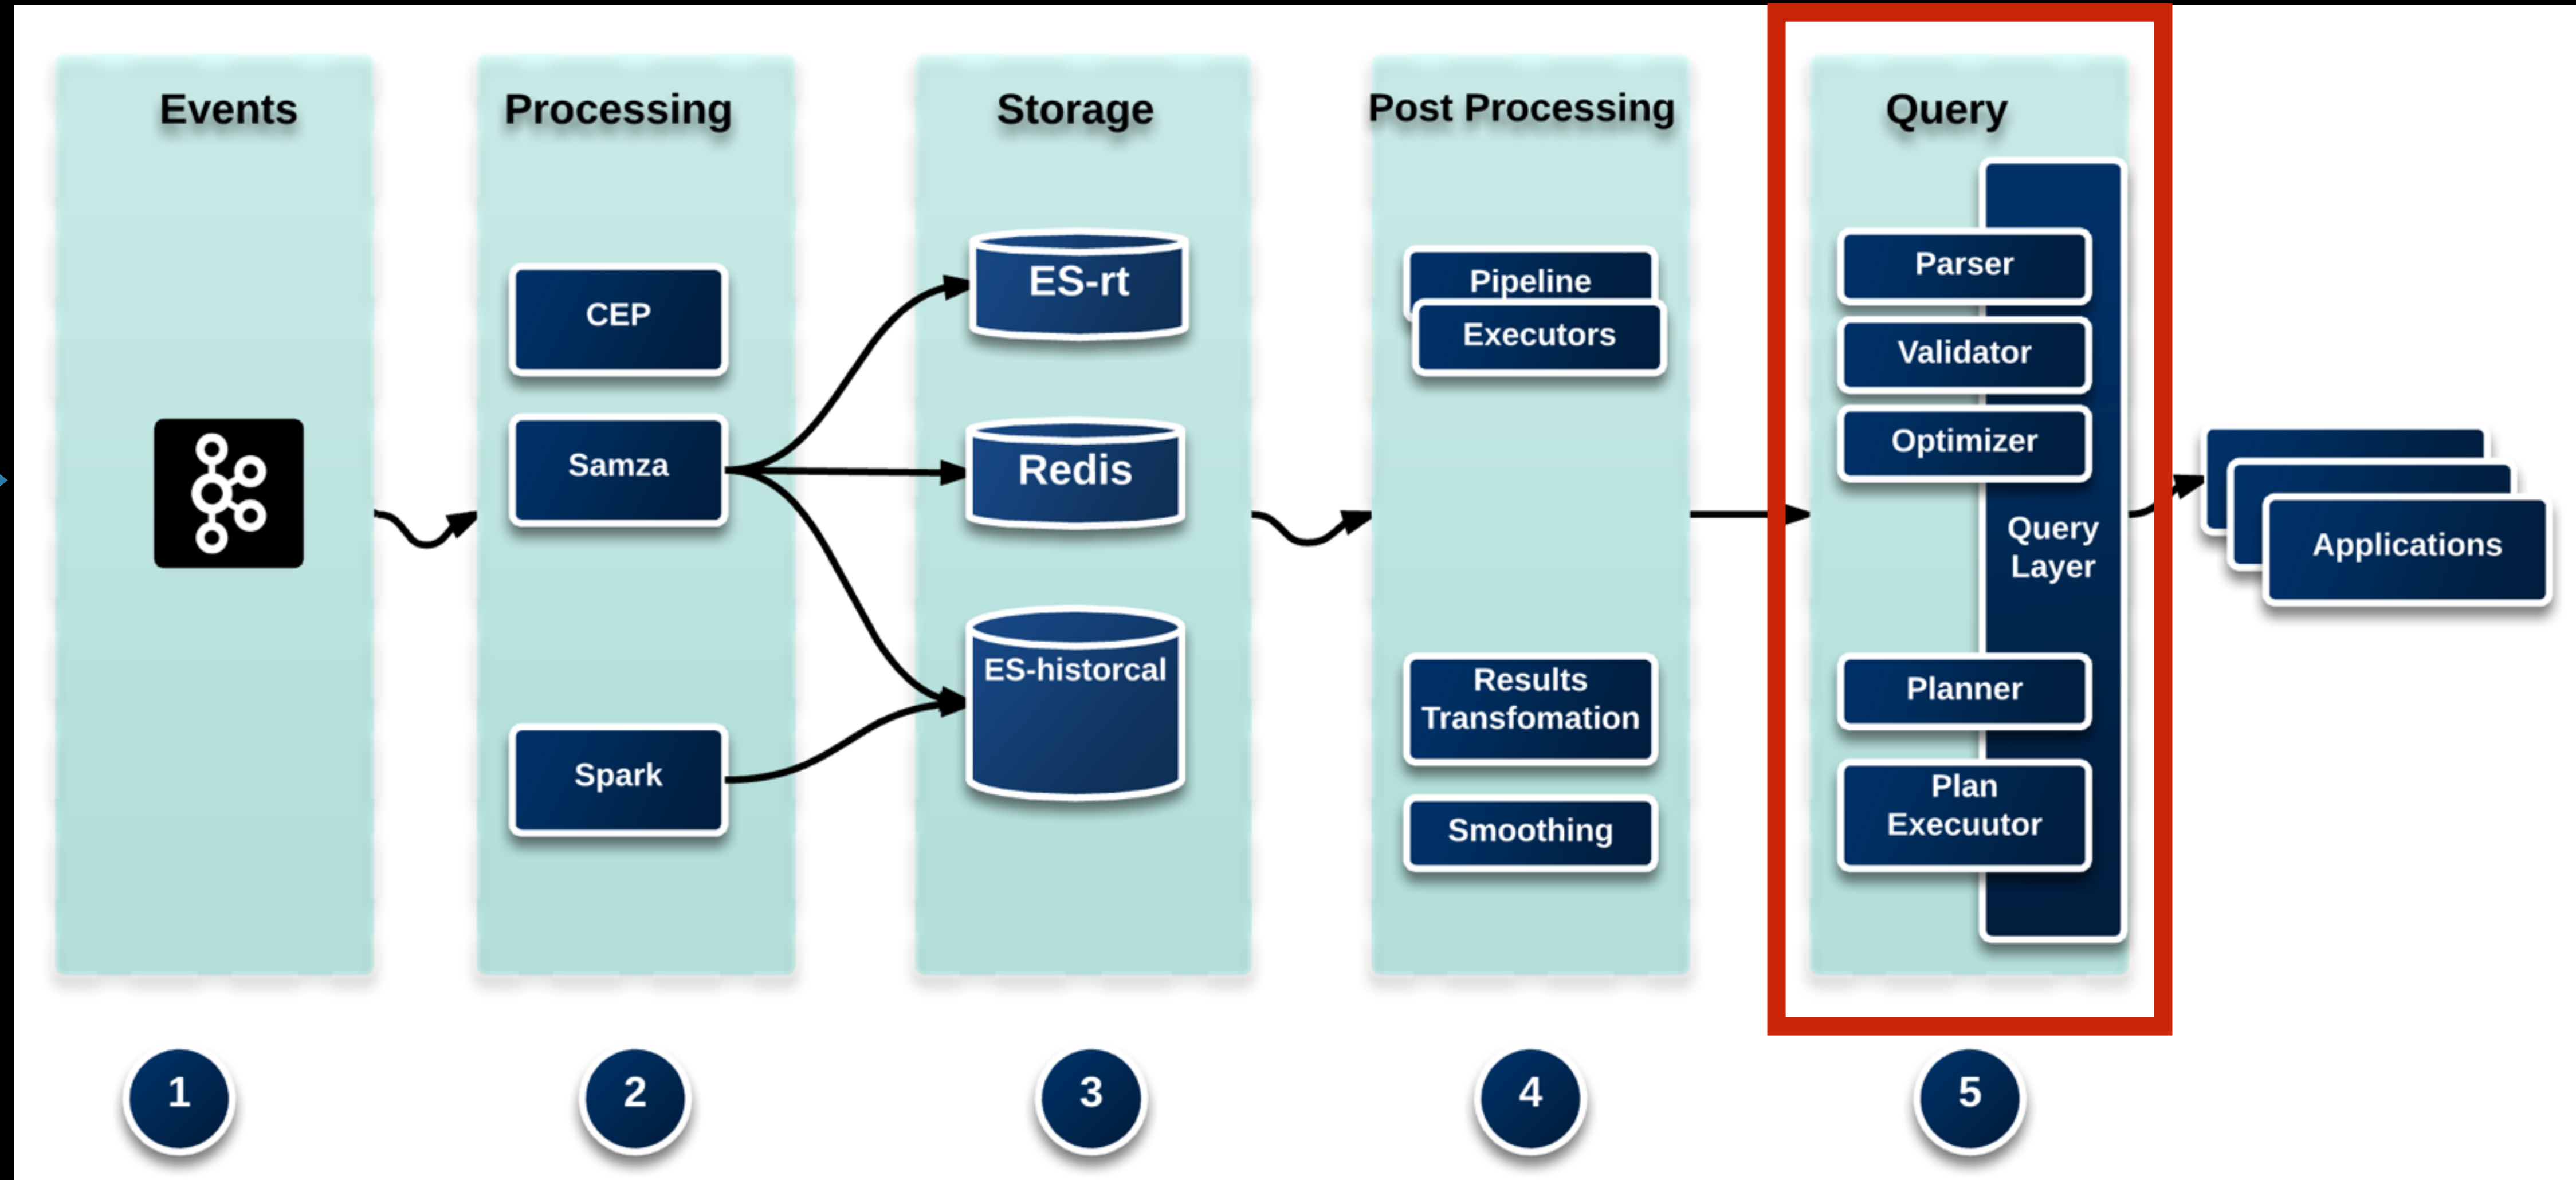 Events
Processing
Storage
Post Processing
Query
CEP
Samza
Spark
ES-rt
Redis
ES-historcal
Pipeline
Executors
Results
Transfomation
Smoothing
Parser
Validator
Optimizer
Query
Layer
Planner
Plan
Execuutor
Applications
1
2
3
4
5